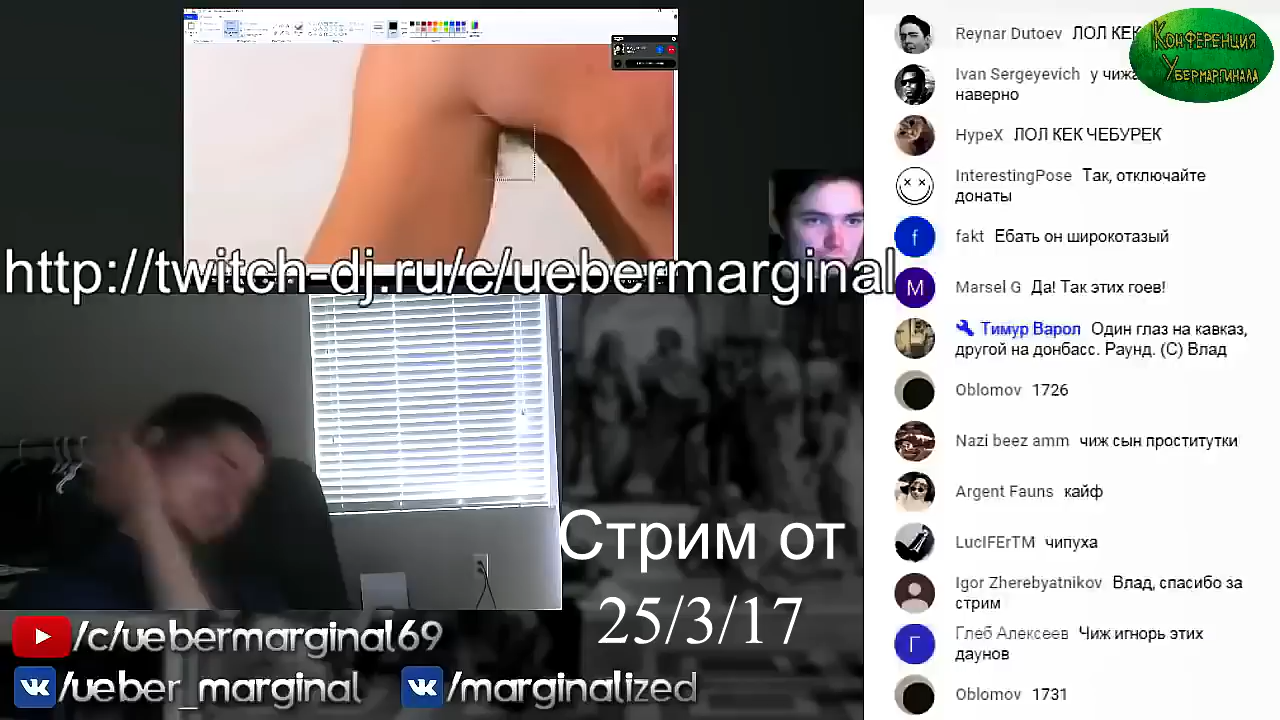 http://twitch-dj.ru/c/uebermarginal
Стрим от
25/3/17
/c/uebermarginal69
/ueber_marginal
/marginalized
Конференция
Убермаргинала
Reynar Dutoev ЛОЛ КЕК
Ivan Sergeyevich у чижа
наверно
HypeX ЛОЛ КЕК ЧЕБУРЕК
InterestingPose Так, отключайте
донаты
f
fakt Ебать он широкотазый
M
Marsel G Да! Так этих гоев!
Тимур Варол Один глаз на кавказ,
другой на донбасс. Раунд. (С) Влад
Oblomov 1726
Nazi beez amm чиж сын проститутки
Argent Fauns кайф
LucIFErTM чипуха
Igor Zherebyatnikov Влад, спасибо за
стрим
Г
Глеб Алексеев Чиж игнорь этих
даунов
Oblomov 1731